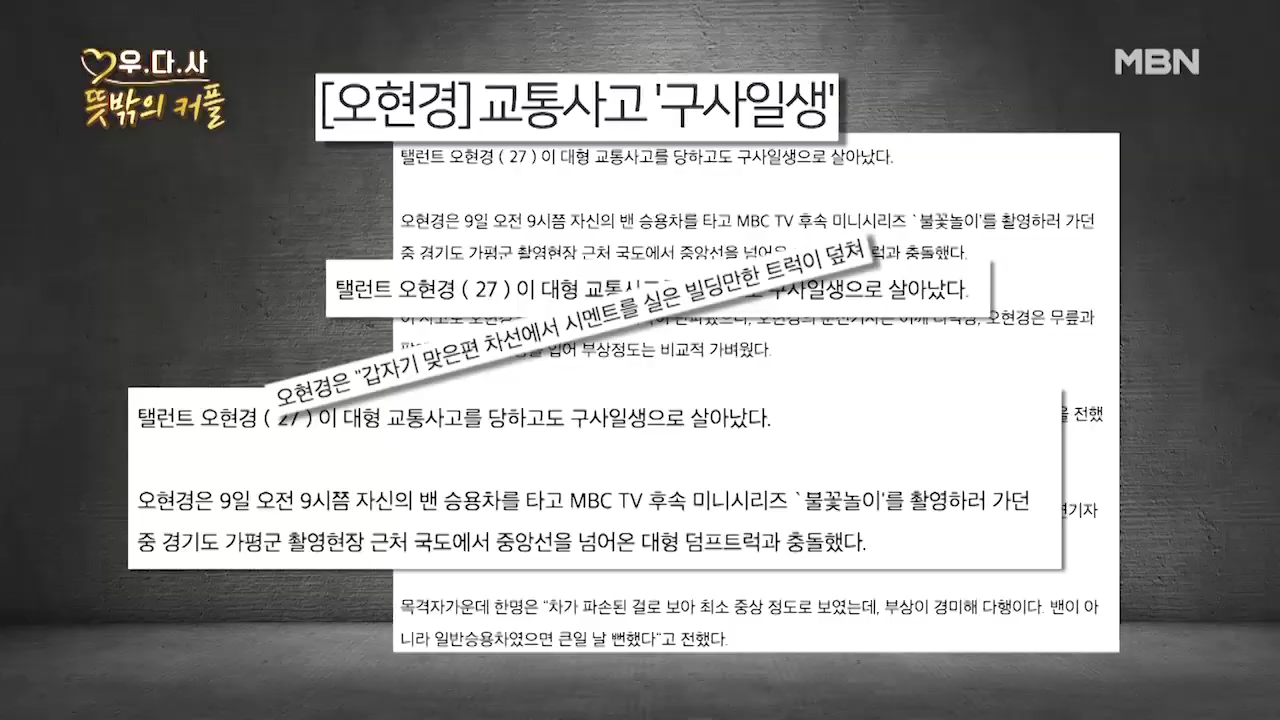 우.다.사
뜻밖의 커플
MBN
[오현경] 교통사고 '구사일생'
탤런트 오현경 ( 27 ) 이 대형 교통사고를 당하고도 구사일생으로 살아났다.
오현경은 9일 오전 9시쯤 자신의 밴 승용차를 타고 MBC TV 후속 미니시리즈 `불꽃놀이'를 촬영하러 가던
중 경기도 가평군 촬영현장 근처 국도에서 중앙선을 넘어온 럭과 충돌했다.
탤런트 오현경 ( 27 ) 이 대형 구사일생으로 살아났다.
오현경은 무릎과
입어 부상정도는 비교적 가벼웠다.
오현경은 "갑자기 맞은편 차선에서 시멘트를 실은 빌딩만한 트럭이 덮쳐
을 전했
탤런트 오현경 ( 27 ) 이 대형 교통사고를 당하고도 구사일생으로 살아났다.
오현경은 9일 오전 9시쯤 자신의 밴 승용차를 타고 MBC TV 후속 미니시리즈 `불꽃놀이'를 촬영하러 가던
중 경기도 가평군 촬영현장 근처 국도에서 중앙선을 넘어온 대형 덤프트럭과 충돌했다.
목격자가운데 한명은 "차가 파손된 걸로 보아 최소 중상 정도로 보였는데, 부상이 경미해 다행이다. 밴이 아
니라 일반승용차였으면 큰일 날 뻔했다"고 전했다.